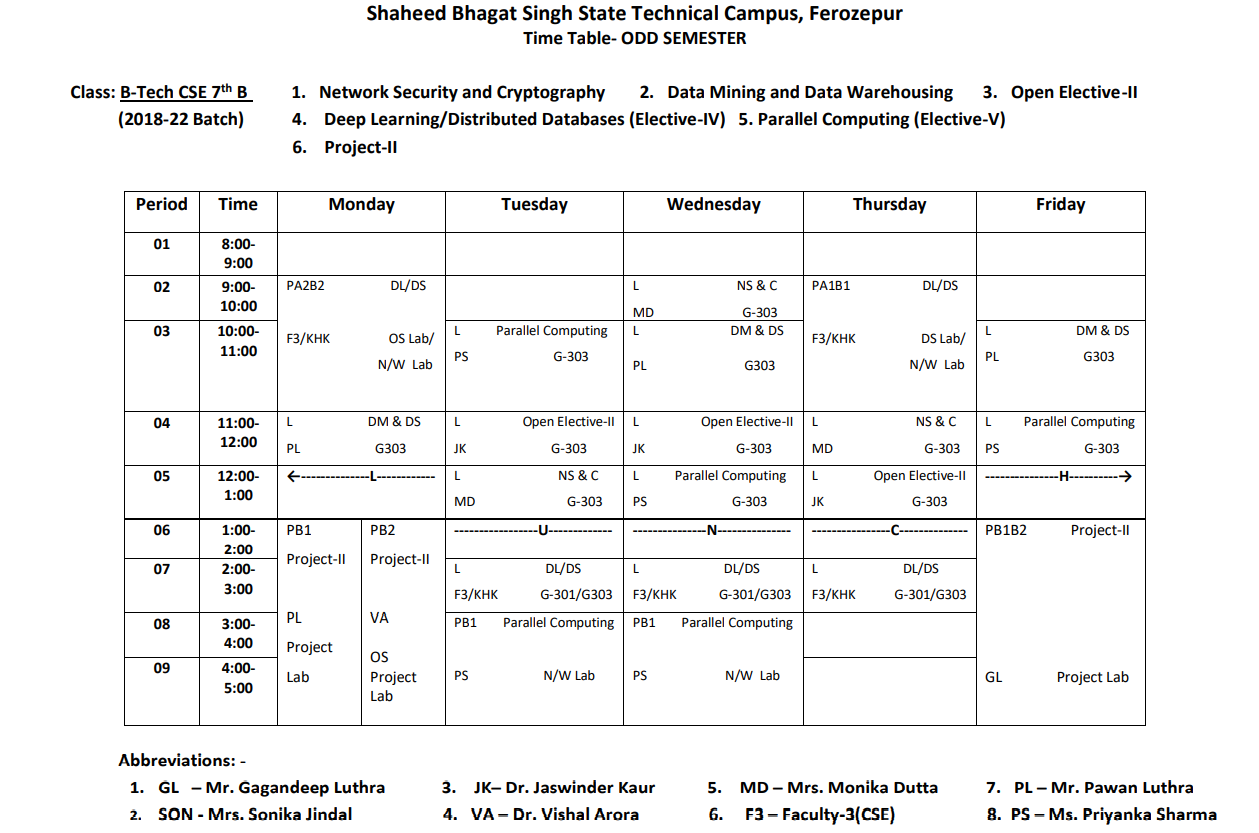 Shaheed Bhagat Singh State Technical Campus, Ferozepur
Time Table- ODD SEMESTER
Class: B-Tech CSE 7th B 1. Network Security and Cryptography 2. Data Mining and Data Warehousing 3. Open Elective-II
(2018-22 Batch) 4. Deep Learning/Distributed Databases (Elective-IV) 5. Parallel Computing (Elective-V)
6. Project-II
Period Time Monday Tuesday Wednesday Thursday Friday
01 8:00-
9:00
02 9:00- PA2B2 DL/DS L NS & C PA1B1 DL/DS
10:00 MD G-303
03 10:00- L Parallel Computing L DM & DS L DM & DS
11:00 F3/KHK OS Lab/ PS G-303 PL G303 F3/KHK DS Lab/ PL G303
N/W Lab N/W Lab
04 11:00- L DM & DS L Open Elective-II L Open Elective-II L NS & C L Parallel Computing
12:00 PL G303 JK G-303 JK G-303 MD G-303 PS G-303
05 12:00- ←--------------L------------ L NS & C L Parallel Computing L Open Elective-II ---------------H----------→
1:00 MD G-303 PS G-303 JK G-303
06 1:00- PB1 PB2 -----------------U------------- ---------------N--------------- ----------------C-------------- PB1B2 Project-II
2:00 Project-II Project-II
07 2:00- L DL/DS L DL/DS L DL/DS
3:00 F3/KHK G-301/G303 F3/KHK G-301/G303 F3/KHK G-301/G303
08 3:00- PL VA PB1 Parallel Computing PB1 Parallel Computing
4:00 Project OS
09 4:00- Lab Project PS N/W Lab PS N/W Lab GL Project Lab
5:00 Lab
Abbreviations: -
1. GL – Mr. Gagandeep Luthra 3. JK– Dr. Jaswinder Kaur 5. MD – Mrs. Monika Dutta 7. PL – Mr. Pawan Luthra
2. SON - Mrs. Sonika Jindal 4. VA – Dr. Vishal Arora 6. F3 – Faculty-3(CSE) 8. PS – Ms. Priyanka Sharma